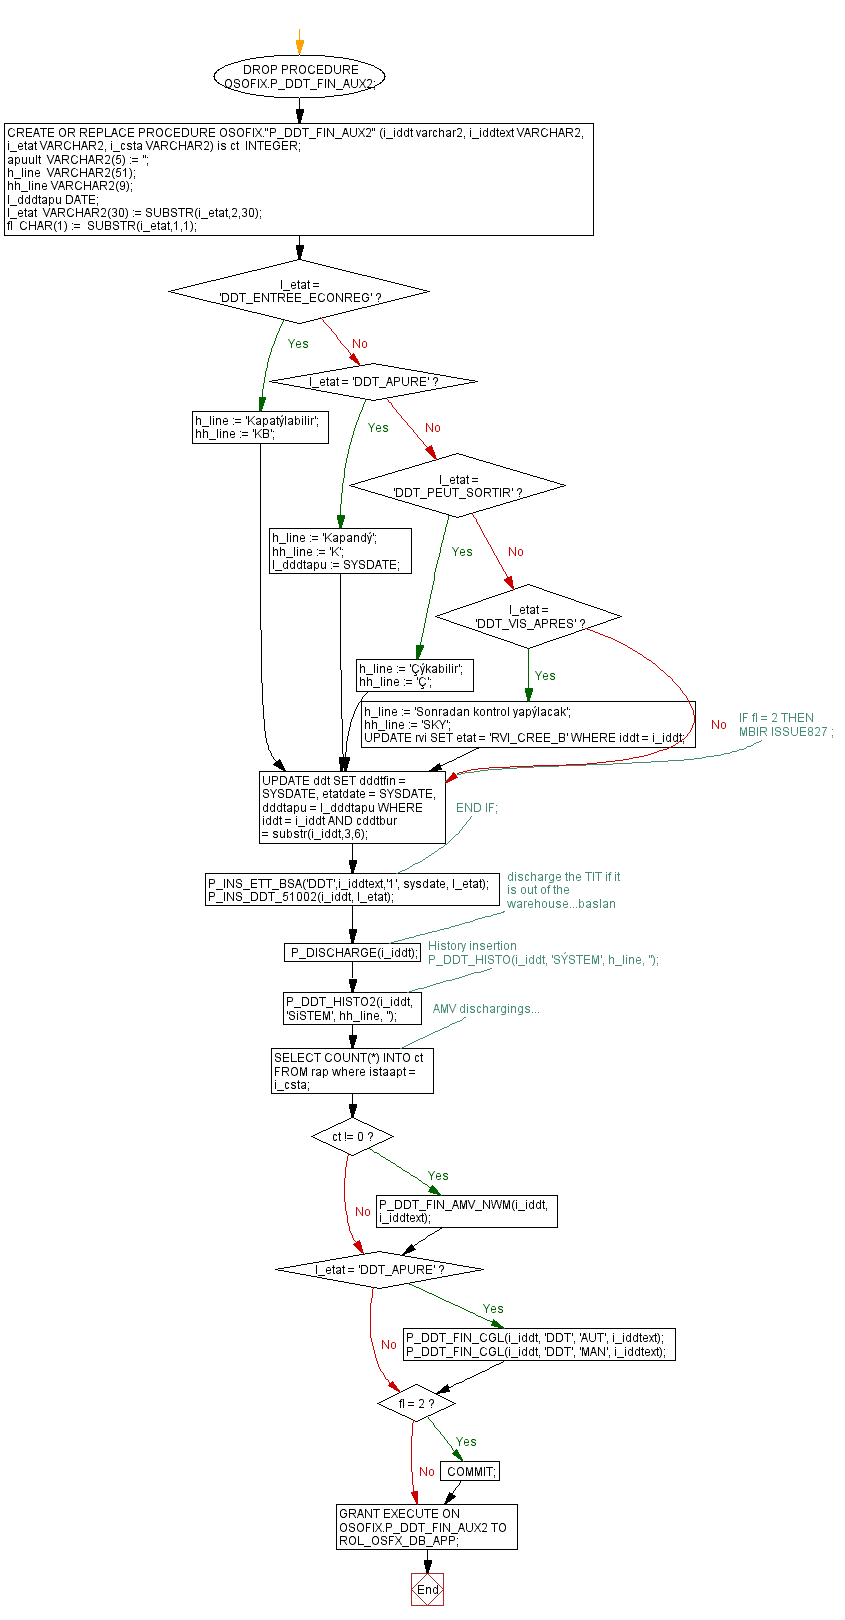 DROP PROCEDURE
OSOFIX.P_DDT_FIN_AUX2;
CREATE OR REPLACE PROCEDURE OSOFIX."P_DDT_FIN_AUX2" (i_iddt varchar2, i_iddtext VARCHAR2,
i_etat VARCHAR2, i_csta VARCHAR2) is ct  INTEGER;
apuult  VARCHAR2(5) := '';
h_line  VARCHAR2(51);
hh_line VARCHAR2(9);
l_dddtapu DATE;
l_etat  VARCHAR2(30) := SUBSTR(i_etat,2,30);
fl  CHAR(1) :=  SUBSTR(i_etat,1,1);
l_etat =
'DDT_ENTREE_ECONREG' ?
Yes
No
l_etat = 'DDT_APURE' ?
h_line := 'Kapatýlabilir';
hh_line := 'KB';
Yes
No
l_etat =
'DDT_PEUT_SORTIR' ?
h_line := 'Kapandý';
hh_line := 'K';
l_dddtapu := SYSDATE;
Yes
No
l_etat =
'DDT_VIS_APRES' ?
h_line := 'Çýkabilir';
hh_line := 'Ç';
Yes
No
h_line := 'Sonradan kontrol yapýlacak';
hh_line := 'SKY';
UPDATE rvi SET etat = 'RVI_CREE_B' WHERE iddt = i_iddt;
IF fl = 2 THEN
MBIR ISSUE827 ;
UPDATE ddt SET dddtfin =
SYSDATE, etatdate = SYSDATE,
dddtapu = l_dddtapu WHERE
iddt = i_iddt AND cddtbur
= substr(i_iddt,3,6);
END IF;
P_INS_ETT_BSA('DDT',i_iddtext,'1', sysdate, l_etat);
P_INS_DDT_51002(i_iddt, l_etat);
discharge the TIT if it
is out of the
warehouse...baslan
P_DISCHARGE(i_iddt);
History insertion
P_DDT_HISTO(i_iddt, 'SÝSTEM', h_line, '');
P_DDT_HISTO2(i_iddt,
'SiSTEM', hh_line, '');
AMV dischargings...
SELECT COUNT(*) INTO ct
FROM rap where istaapt =
i_csta;
ct != 0 ?
Yes
No
P_DDT_FIN_AMV_NWM(i_iddt,
i_iddtext);
l_etat = 'DDT_APURE' ?
Yes
No
P_DDT_FIN_CGL(i_iddt, 'DDT', 'AUT', i_iddtext);
P_DDT_FIN_CGL(i_iddt, 'DDT', 'MAN', i_iddtext);
fl = 2 ?
Yes
No
COMMIT;
GRANT EXECUTE ON
OSOFIX.P_DDT_FIN_AUX2 TO
ROL_OSFX_DB_APP;
End